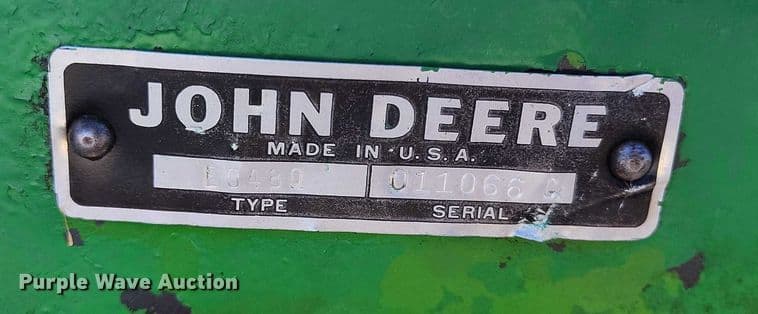 JOHN DEERE
MADE IN U.S.A.
011066
TYPE SERIAL
Purple Wave Auction